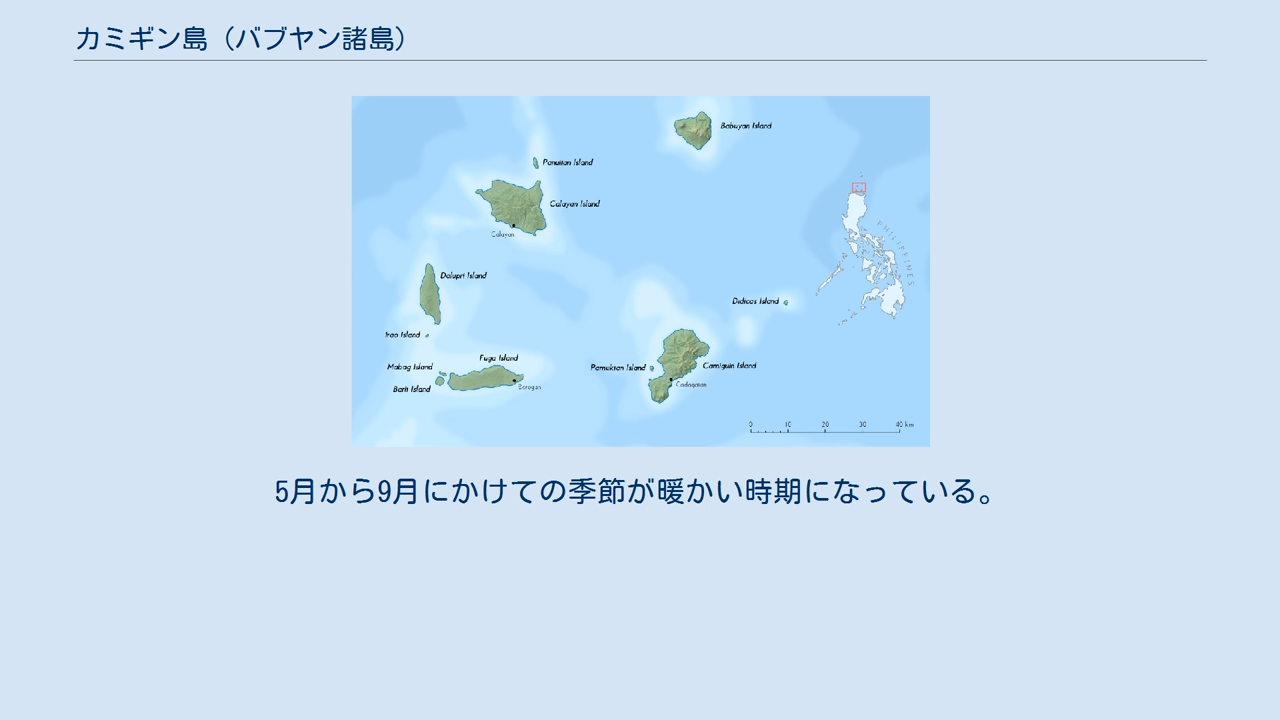 カミギン島（バブヤン諸島）
Babuyan Island
Panuitan Island
Calayan Island
Calayan
Dalupiri Island
PHILIPPINES
Didicas Island
Irao Island
Fuga Island
Mabag Island
Barit Island
Pamuktan Island
Camiguin Island
0 10 20 30 40 km
5月から9月にかけての季節が暖かい時期になっている。